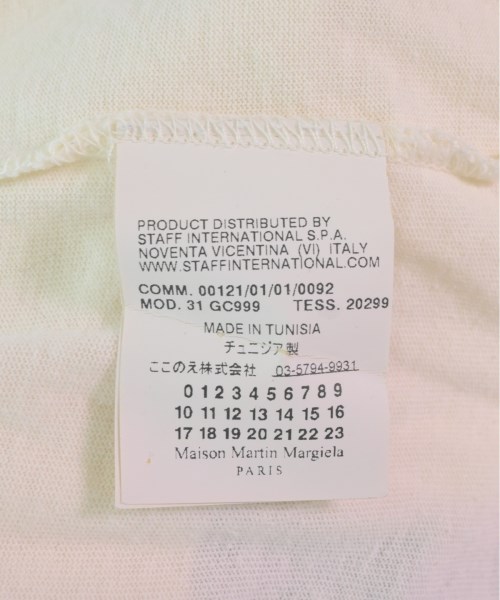 PRODUCT DISTRIBUTED BY
STAFF INTERNATIONAL S.P.A.
NOVENTA VICENTINA (VI) ITALY
WWW.STAFFINTERNATIONAL.COM
COMM. 00121/01/01/0092
MOD. 31 GC999 TESS. 20299
MADE IN TUNISIA
チュニジア製
ここのえ株式会社 03-5794-9931
0 1 2 3 4 5 6 7 8 9
10 11 12 13 14 15 16
17 18 19 20 21 22 23
Maison Martin Margiela
PARIS